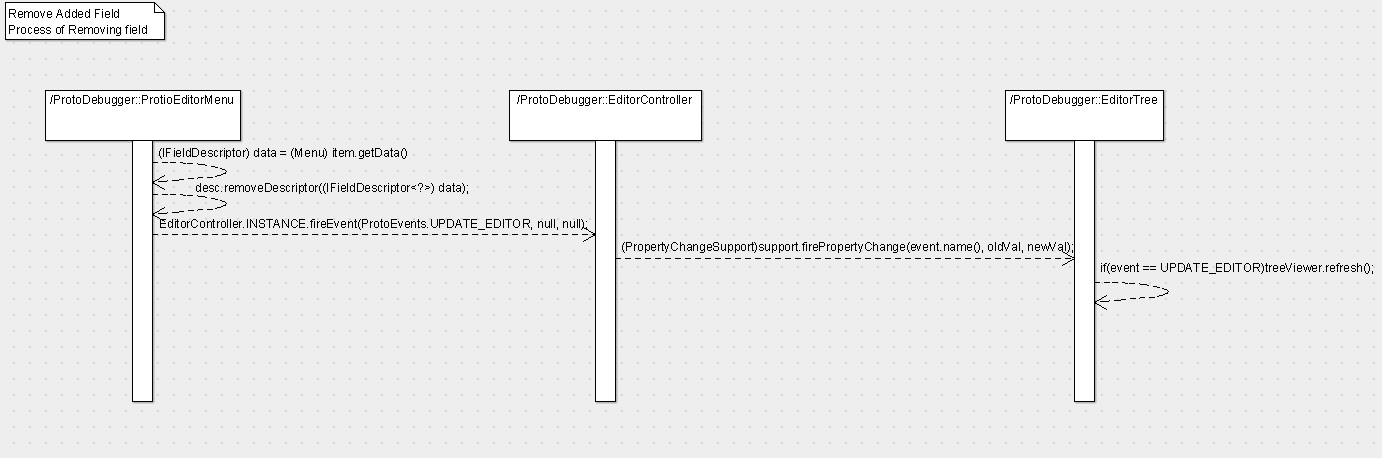 Remove Added Field
Process of Removing field
/ProtoDebugger::ProtioEditorMenu
/ProtoDebugger::EditorController
/ProtoDebugger::EditorTree
(IFieldDescriptor) data = (Menu) item.getData()
desc.removeDescriptor((IFieldDescriptor<?>) data);
EditorController.INSTANCE.fireEvent(ProtoEvents.UPDATE_EDITOR, null, null);
(PropertyChangeSupport)support.firePropertyChange(event.name(), oldVal, newVal);
if(event == UPDATE_EDITOR)treeViewer.refresh();